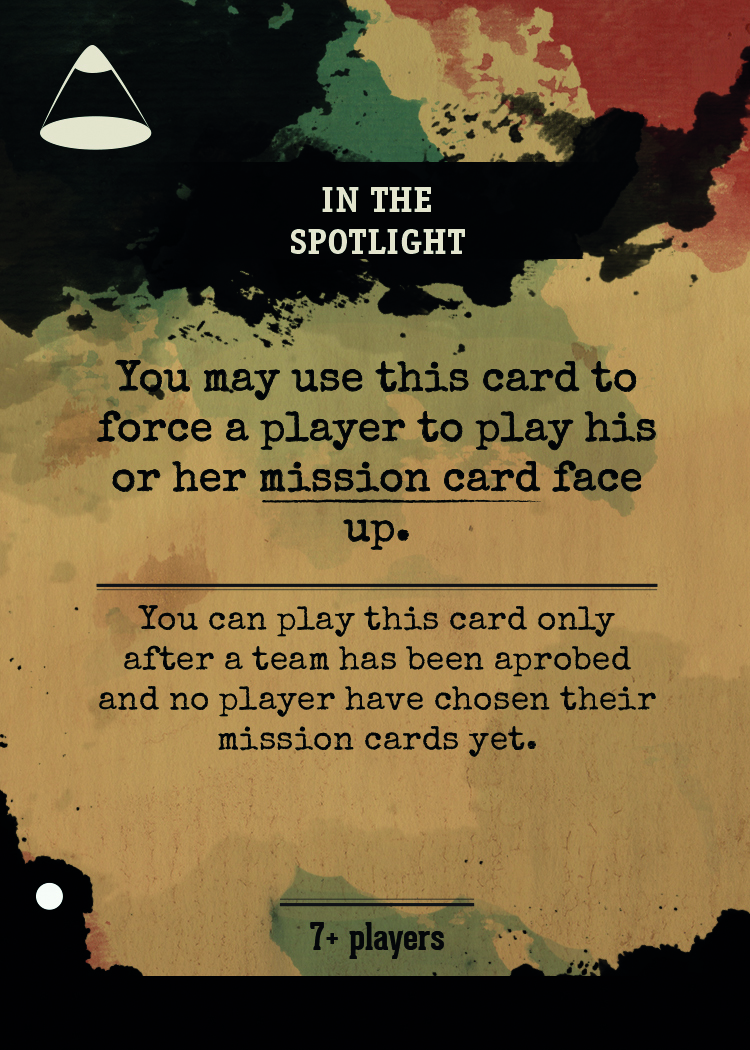 IN THE
SPOTLIGHT
You may use this card to
force a player to play his
or her mission card face
up.
You can play this card only
after a team has been aprobed
and no player have chosen their
mission cards yet.
7+ players